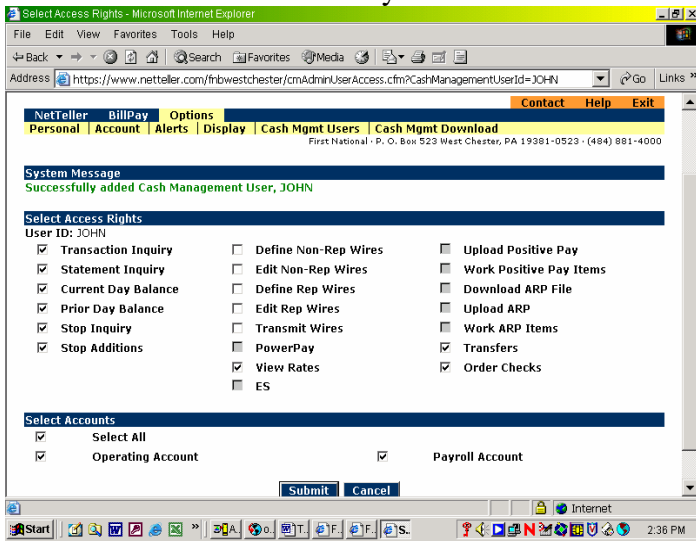 Select Access Rights - Microsoft Internet Explorer
File Edit View Favorites Tools Help
Back Search Favorites Media
Address https://www.netteller.com/fnbwestchester/cmAdminUserAccess.cfm?CashManagementUserId=JOHN Go Links »
Contact Help Exit
NetTeller BillPay Options
Personal | Account | Alerts | Display | Cash Mgmt Users | Cash Mgmt Download
First National · P. O. Box 523 West Chester, PA 19381-0523 · (484) 881-4000
System Message
Successfully added Cash Management User, JOHN
Select Access Rights
User ID: JOHN
Transaction Inquiry Define Non-Rep Wires Upload Positive Pay
Statement Inquiry Edit Non-Rep Wires Work Positive Pay Items
Current Day Balance Define Rep Wires Download ARP File
Prior Day Balance Edit Rep Wires Upload ARP
Stop Inquiry Transmit Wires Work ARP Items
Stop Additions PowerPay Transfers
View Rates Order Checks
ES
Select Accounts
Select All
Operating Account Payroll Account
Submit Cancel
Internet
Start » A.. o.. T.. F.. F.. S.. 2:36 PM